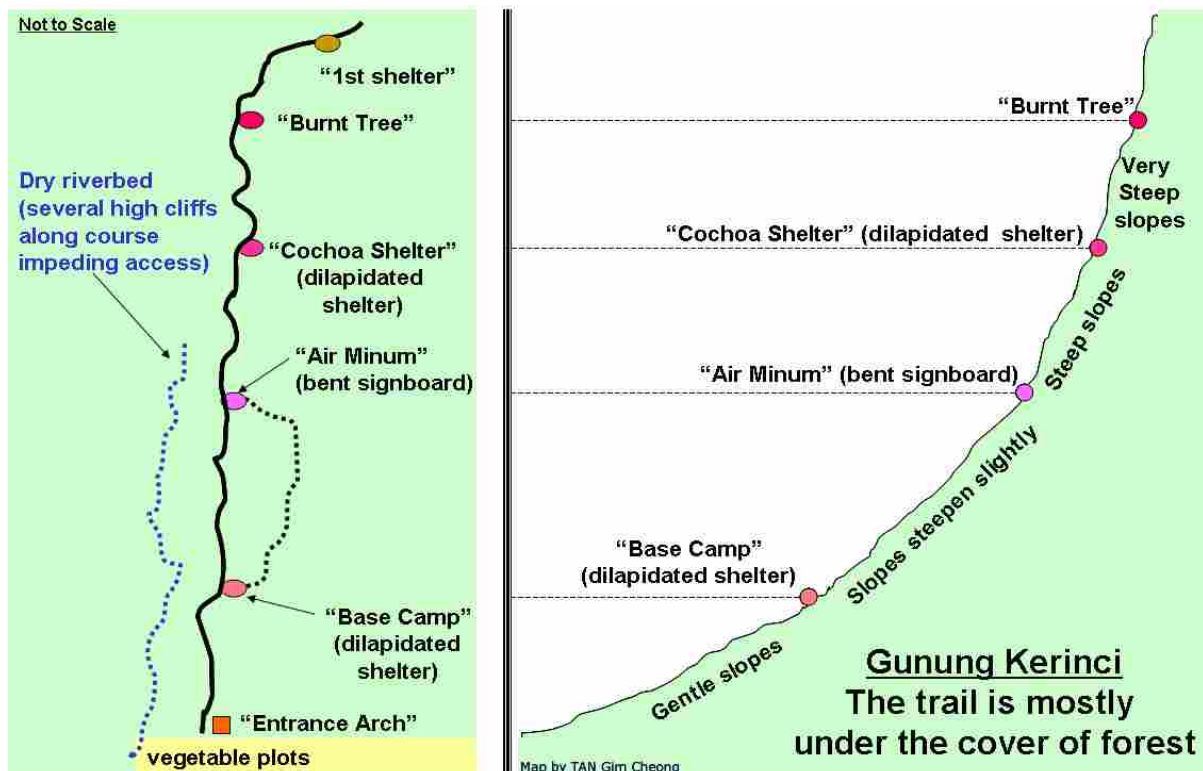 Not to Scale
“1st shelter”
“Burnt Tree”
Dry riverbed
(several high cliffs
along course
impeding access)
“Cochoa Shelter”
(dilapidated
shelter)
“Air Minum”
(bent signboard)
“Base Camp”
(dilapidated
shelter)
“Entrance Arch”
vegetable plots
“Burnt Tree”
Very
Steep
slopes
“Cochoa Shelter” (dilapidated shelter)
Steep slopes
“Air Minum” (bent signboard)
Slopes steepen slightly
“Base Camp”
(dilapidated shelter)
Gentle slopes
Gunung Kerinci
The trail is mostly
under the cover of forest
Map by TAN Gim Cheong